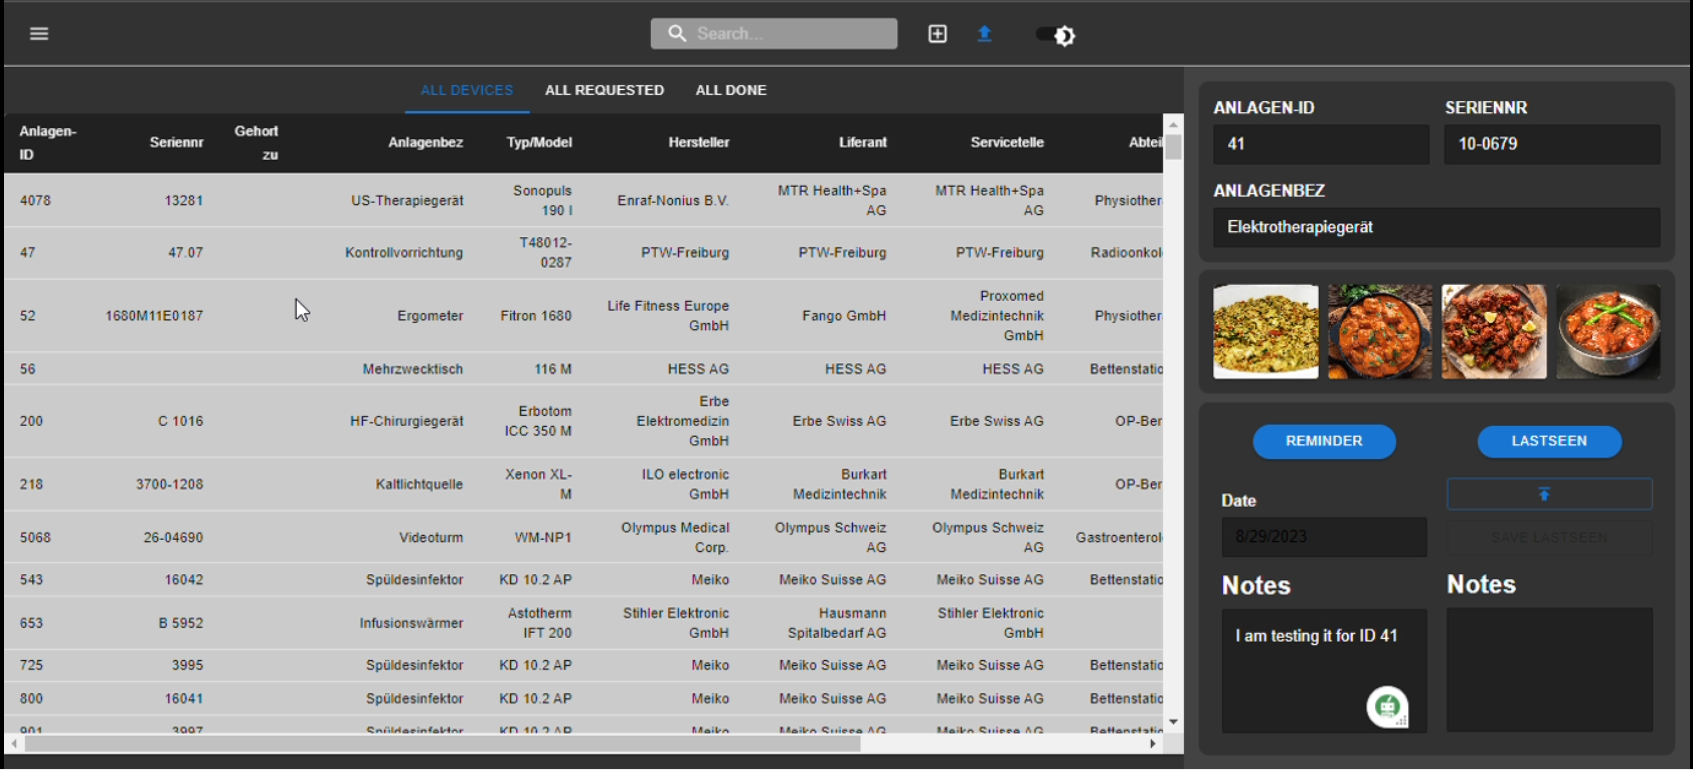 Search...
ALL DEVICES ALL REQUESTED ALL DONE
Anlagen-ID Seriennr Gehort zu Anlagenbez Typ/Model Hersteller Liferant Servicetelle Abteil
4078 13281 US-Therapiegerät Sonopuls 190 I Enraf-Nonius B.V. MTR Health+Spa AG MTR Health+Spa AG Physiother
47 47.07 Kontrollvorrichtung T48012-0287 PTW-Freiburg PTW-Freiburg PTW-Freiburg Radioonkol
52 1680M11E0187 Ergometer Fitron 1680 Life Fitness Europe GmbH Fango GmbH Proxomed Medizintechnik GmbH Physiother
56 Mehrzwecktisch 116 M HESS AG HESS AG HESS AG Bettenstatio
200 C 1016 HF-Chirurgiegerät Erbotom ICC 350 M Erbe Elektromedizin GmbH Erbe Swiss AG Erbe Swiss AG OP-Ber
218 3700-1208 Kaltlichtquelle Xenon XL-M ILO electronic GmbH Burkart Medizintechnik Burkart Medizintechnik OP-Ber
5068 26-04690 Videoturm WM-NP1 Olympus Medical Corp. Olympus Schweiz AG Olympus Schweiz AG Gastroenterol
543 16042 Spüldesinfektor KD 10.2 AP Meiko Meiko Suisse AG Meiko Suisse AG Bettenstatio
653 B 5952 Infusionswärmer Astotherm IFT 200 Stihler Elektronic GmbH Hausmann Spitalbedarf AG Stihler Elektronic GmbH
725 3995 Spüldesinfektor KD 10.2 AP Meiko Meiko Suisse AG Meiko Suisse AG Bettenstatio
800 16041 Spüldesinfektor KD 10.2 AP Meiko Meiko Suisse AG Meiko Suisse AG Bettenstatio
901 3997 Spüldesinfektor KD 10.2 AP Meiko Meiko Suisse AG Meiko Suisse AG Bettenstatio
ANLAGEN-ID SERIENNR
41 10-0679
ANLAGENBEZ
Elektrotherapiegerät
REMINDER LASTSEEN
Date
8/29/2023 SAVE LASTSEEN
Notes Notes
I am testing it for ID 41